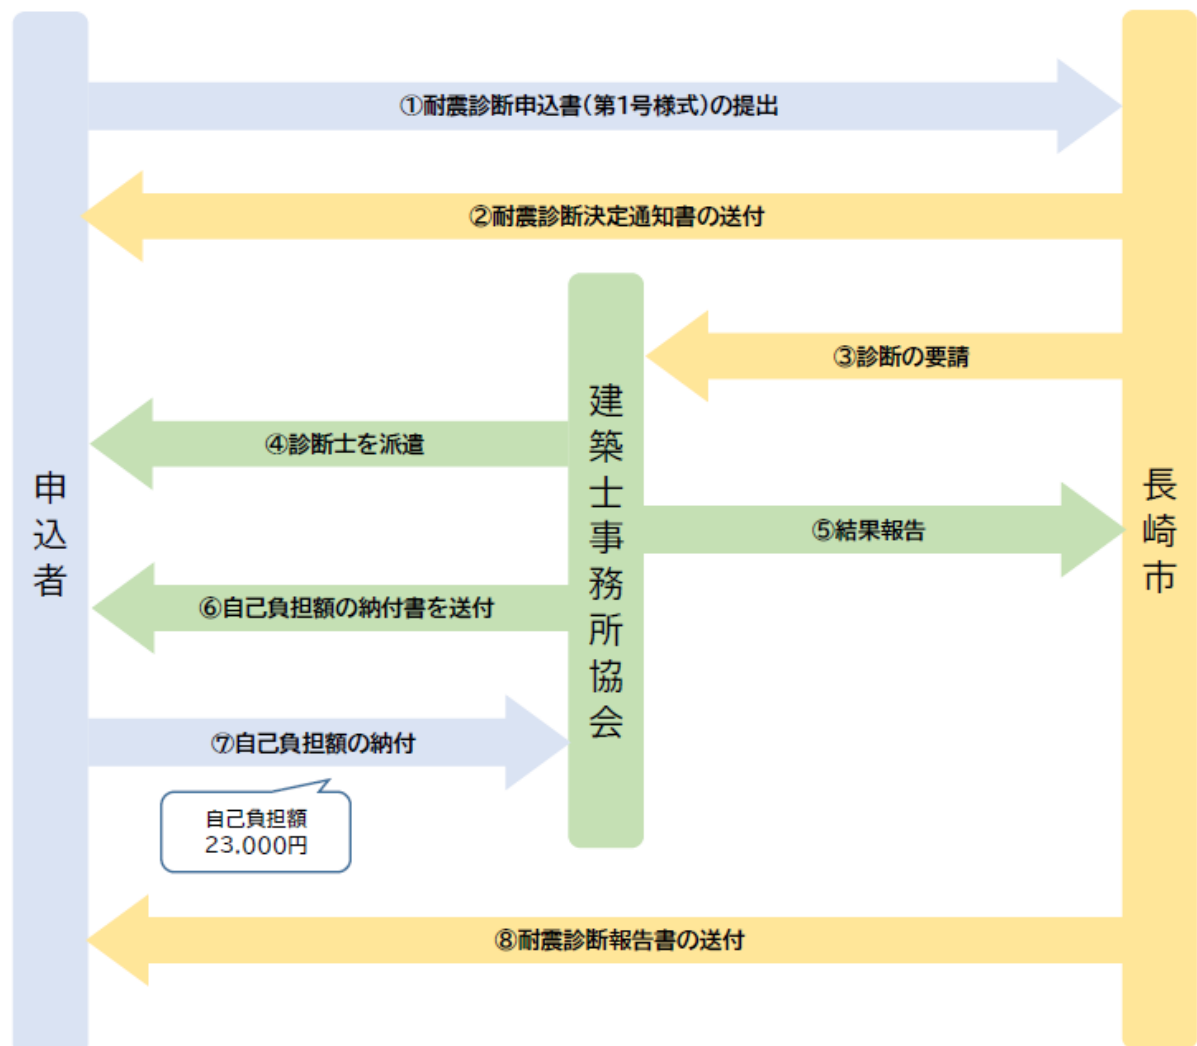 ①耐震診断申込書(第1号様式)の提出
②耐震診断決定通知書の送付
③診断の要請
④診断士を派遣
⑤結果報告
⑥自己負担額の納付書を送付
⑦自己負担額の納付
自己負担額
23.000円
⑧耐震診断報告書の送付
申込者
建築士事務所協会
長崎市